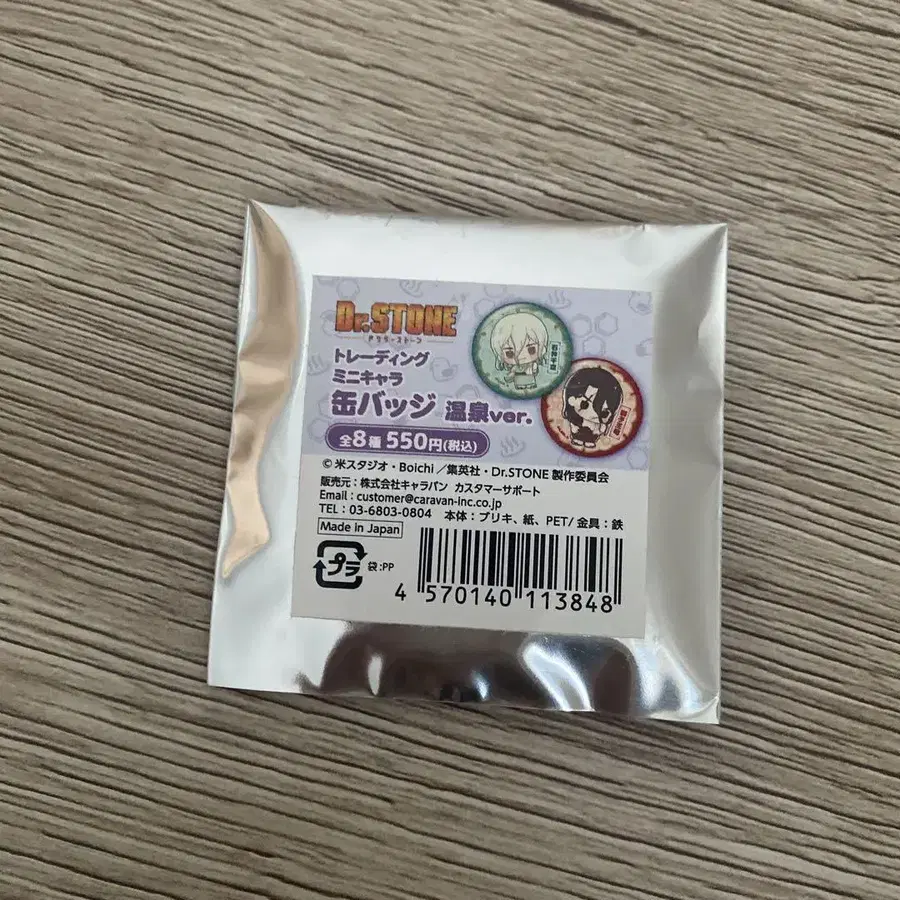 Dr.STONE
ドクターストーン
トレーディング
ミニキャラ
缶バッジ 温泉ver.
全8種 550円(税込)
© 米スタジオ・Boichi／集英社・Dr.STONE 製作委員会
販売元：株式会社キャラバン カスタマーサポート
Email : customer@caravan-inc.co.jp
TEL : 03-6803-0804 本体：ブリキ、紙、PET/ 金具：鉄
Made in Japan
プラ 袋:PP
4 570140 113848